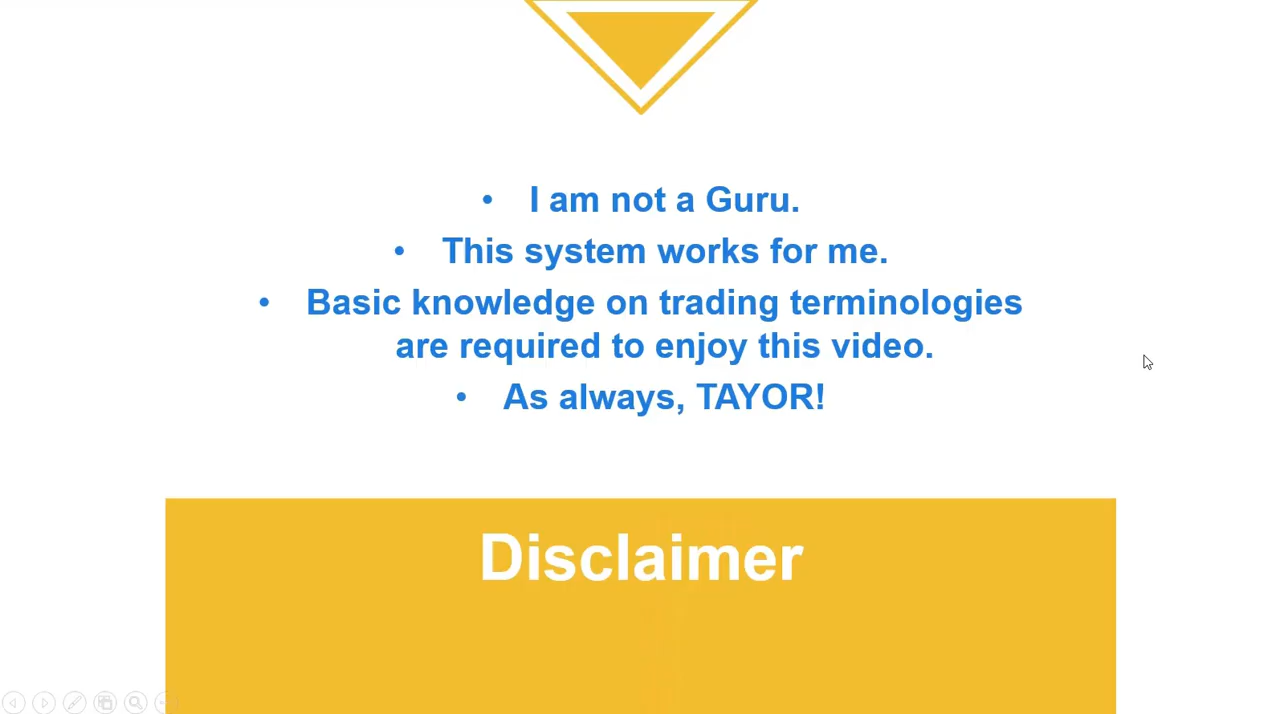 • I am not a Guru.
• This system works for me.
• Basic knowledge on trading terminologies
are required to enjoy this video.
• As always, TAYOR!
Disclaimer